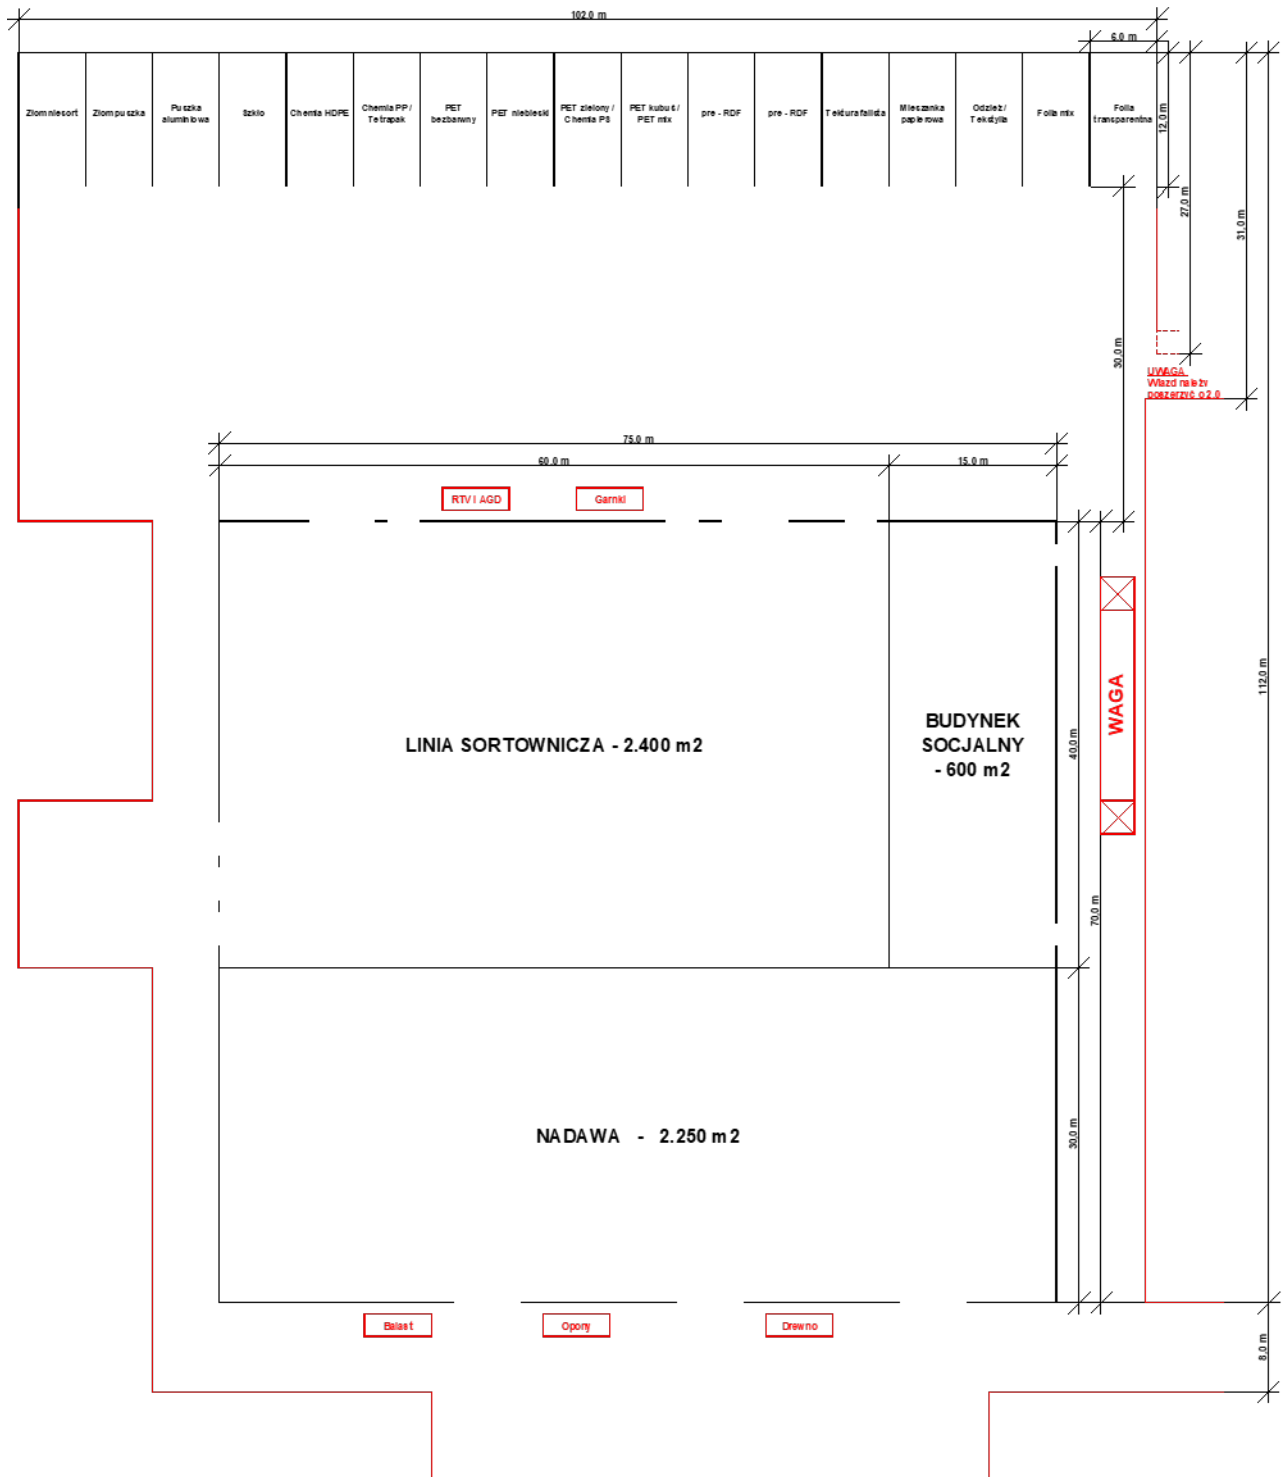 102.0 m
6.0 m
Złom niesort
Złom puszka
Puszka
aluminiowa
Szkło
Chemia HDPE
Chemia PP /
Tetrapak
PET
bezbarwny
PET niebieski
PET zielony /
Chemia PS
PET kubuś /
PET mix
pre - RDF
pre - RDF
Tektura falista
Mieszanka
papierowa
Odzież /
Tekstylia
Folia mix
Folia
transparentna
12,0 m
27,0 m
31,0 m
30,0 m
UWAGA
Wjazd należy
poszerzyć o 2.0
75.0 m
60.0 m
15.0 m
RTV I AGD
Garnki
112,0 m
WAGA
LINIA SORTOWNICZA - 2.400 m2
BUDYNEK
SOCJALNY
- 600 m2
40,0 m
70,0 m
NADAWA - 2.250 m2
30,0 m
Balast
Opony
Drewno
8,0 m